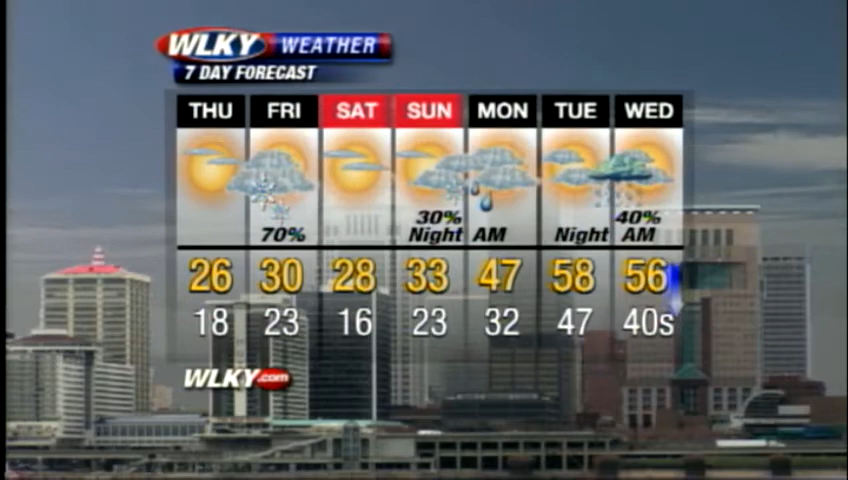 WLKY WEATHER
7 DAY FORECAST
THU FRI SAT SUN MON TUE WED
70% 30% 40%
Night AM Night AM
26 30 28 33 47 58 56
18 23 16 23 32 47 40s
WLKY.com